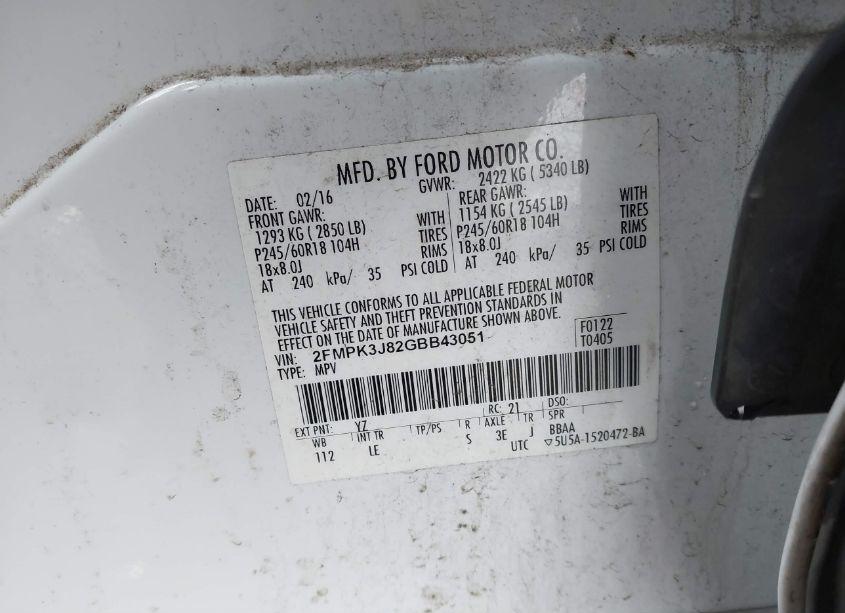 MFD. BY FORD MOTOR CO.
DATE: 02/16 GVWR: 2422 KG ( 5340 LB)
FRONT GAWR: REAR GAWR:
1293 KG ( 2850 LB) WITH 1154 KG ( 2545 LB) WITH
P245/60R18 104H TIRES P245/60R18 104H TIRES
18x8.0J RIMS 18x8.0J RIMS
AT 240 kPa/ 35 PSI COLD AT 240 kPa/ 35 PSI COLD
THIS VEHICLE CONFORMS TO ALL APPLICABLE FEDERAL MOTOR
VEHICLE SAFETY AND THEFT PREVENTION STANDARDS IN
EFFECT ON THE DATE OF MANUFACTURE SHOWN ABOVE.
VIN: 2FMPK3J82GBB43051 F0122
TYPE: MPV T0405
EXT PNT: YZ RC: 21 DSO:
WB INT TR TP/PS R AXLE TR SPR
112 LE S 3E J BBAA
UTC ▽5U5A-1520472-BA